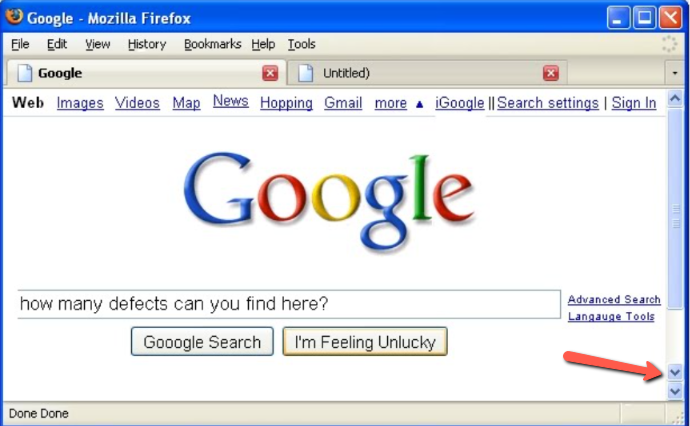 Google - Mozilla Firefox
File Edit View History Bookmarks Help Tools
Google Untitled)
Web Images Videos Map News Hopping Gmail more ▲ iGoogle || Search settings | Sign In
Google
how many defects can you find here? Advanced Search
Langauge Tools
Gooogle Search I'm Feeling Unlucky
Done Done